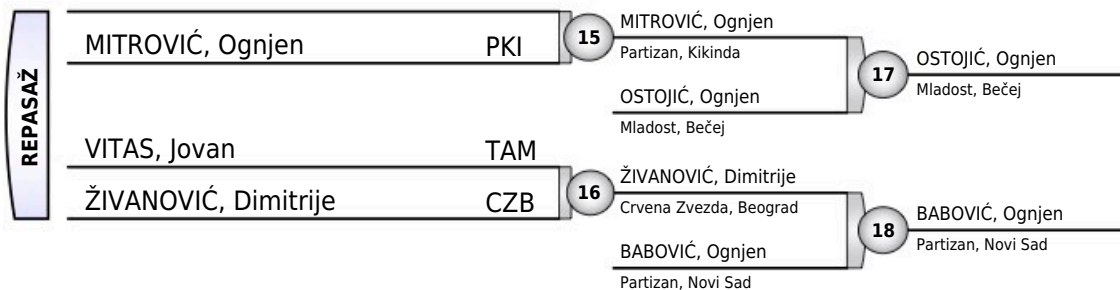 REPASAŽ
MITROVIĆ, Ognjen PKI
VITAS, Jovan TAM
ŽIVANOVIĆ, Dimitrije CZB
15
MITROVIĆ, Ognjen
Partizan, Kikinda
OSTOJIĆ, Ognjen
Mladost, Bečej
16
ŽIVANOVIĆ, Dimitrije
Crvena Zvezda, Beograd
BABOVIĆ, Ognjen
Partizan, Novi Sad
17
OSTOJIĆ, Ognjen
Mladost, Bečej
18
BABOVIĆ, Ognjen
Partizan, Novi Sad